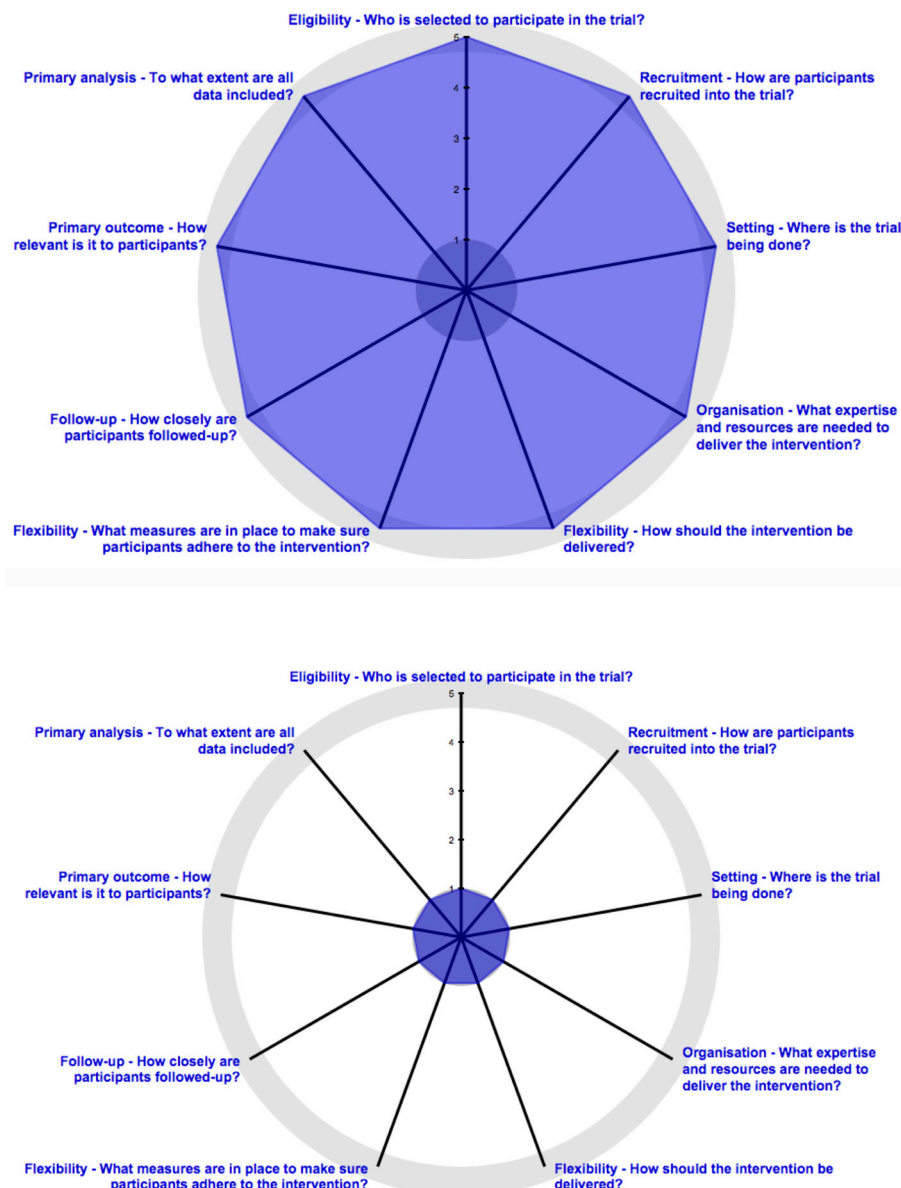 Eligibility - Who is selected to participate in the trial?
5
Primary analysis - To what extent are all
data included?
Recruitment - How are participants
recruited into the trial?
4
3
2
Primary outcome - How
relevant is it to participants?
Setting - Where is the trial
being done?
1
Follow-up - How closely are
participants followed-up?
Organisation - What expertise
and resources are needed to
deliver the intervention?
Flexibility - What measures are in place to make sure
participants adhere to the intervention?
Flexibility - How should the intervention be
delivered?
Eligibility - Who is selected to participate in the trial?
5
Primary analysis - To what extent are all
data included?
Recruitment - How are participants
recruited into the trial?
4
3
2
Primary outcome - How
relevant is it to participants?
Setting - Where is the trial
being done?
1
Follow-up - How closely are
participants followed-up?
Organisation - What expertise
and resources are needed to
deliver the intervention?
Flexibility - What measures are in place to make sure
participants adhere to the intervention?
Flexibility - How should the intervention be
delivered?